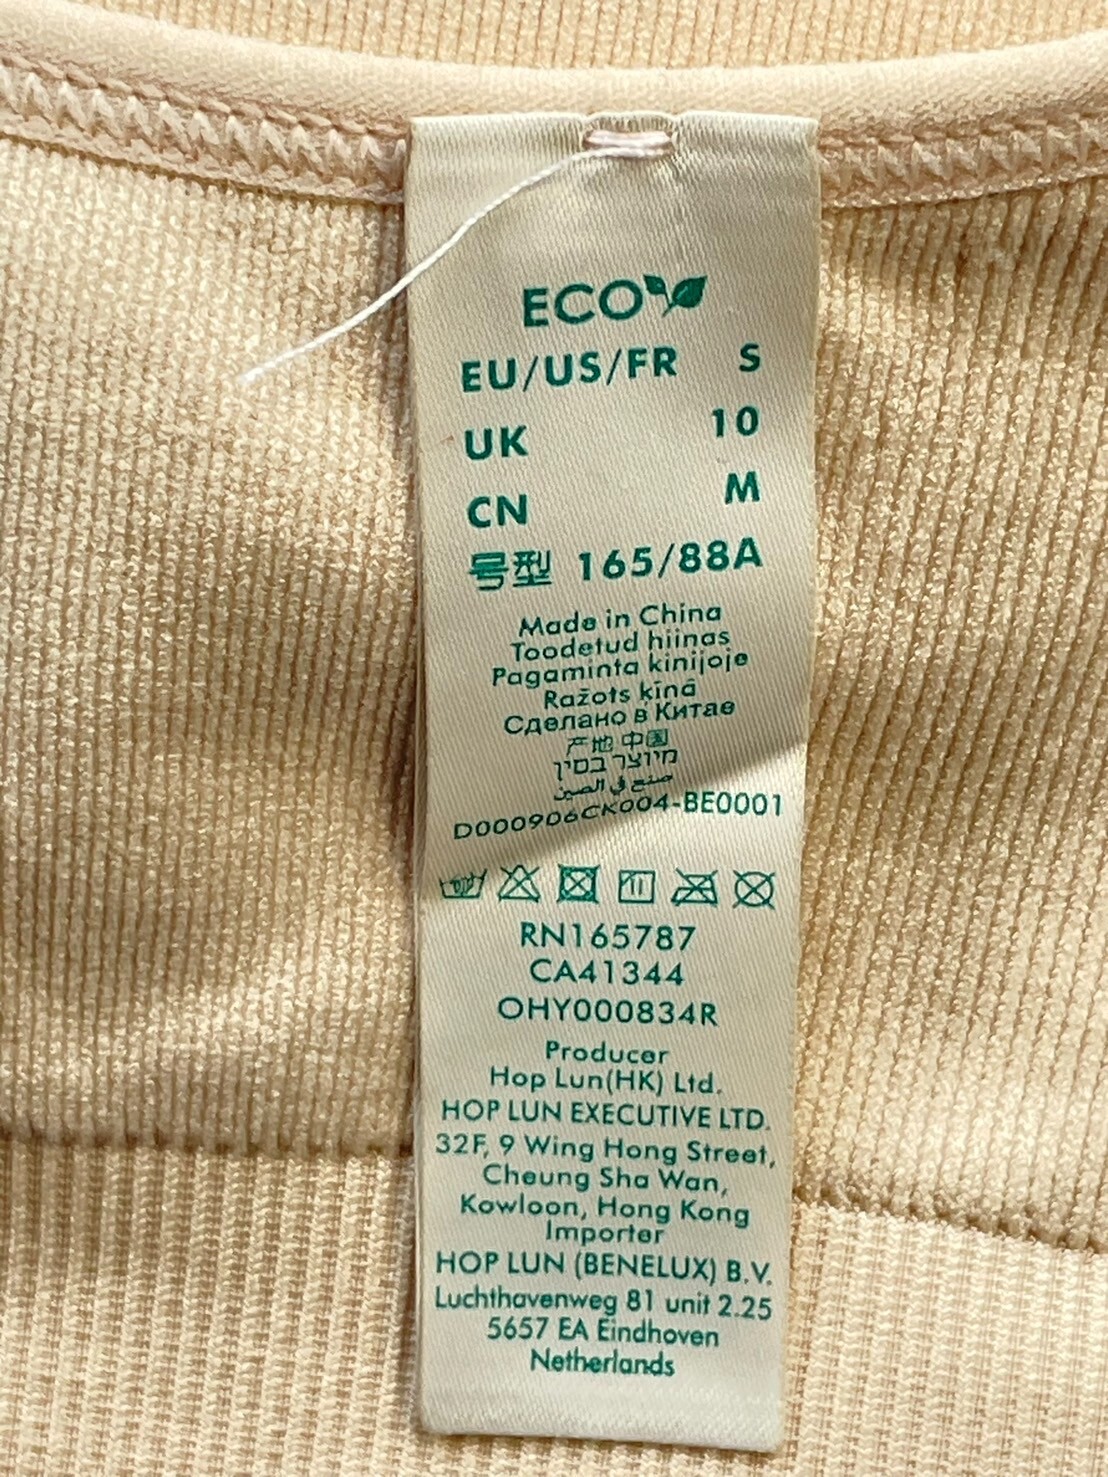 ECO
EU/US/FR S
UK 10
CN M
号型 165/88A
Made in China
Toodetud hiinas
Pagaminta kinijoje
Ražots ķīnā
Сделано в Китае
产地 中国
מיוצר בסין
صنع في الصين
D000906CK004-BE0001
RN165787
CA41344
OHY000834R
Producer
Hop Lun(HK) Ltd.
HOP LUN EXECUTIVE LTD.
32F, 9 Wing Hong Street,
Cheung Sha Wan,
Kowloon, Hong Kong
Importer
HOP LUN (BENELUX) B.V.
Luchthavenweg 81 unit 2.25
5657 EA Eindhoven
Netherlands